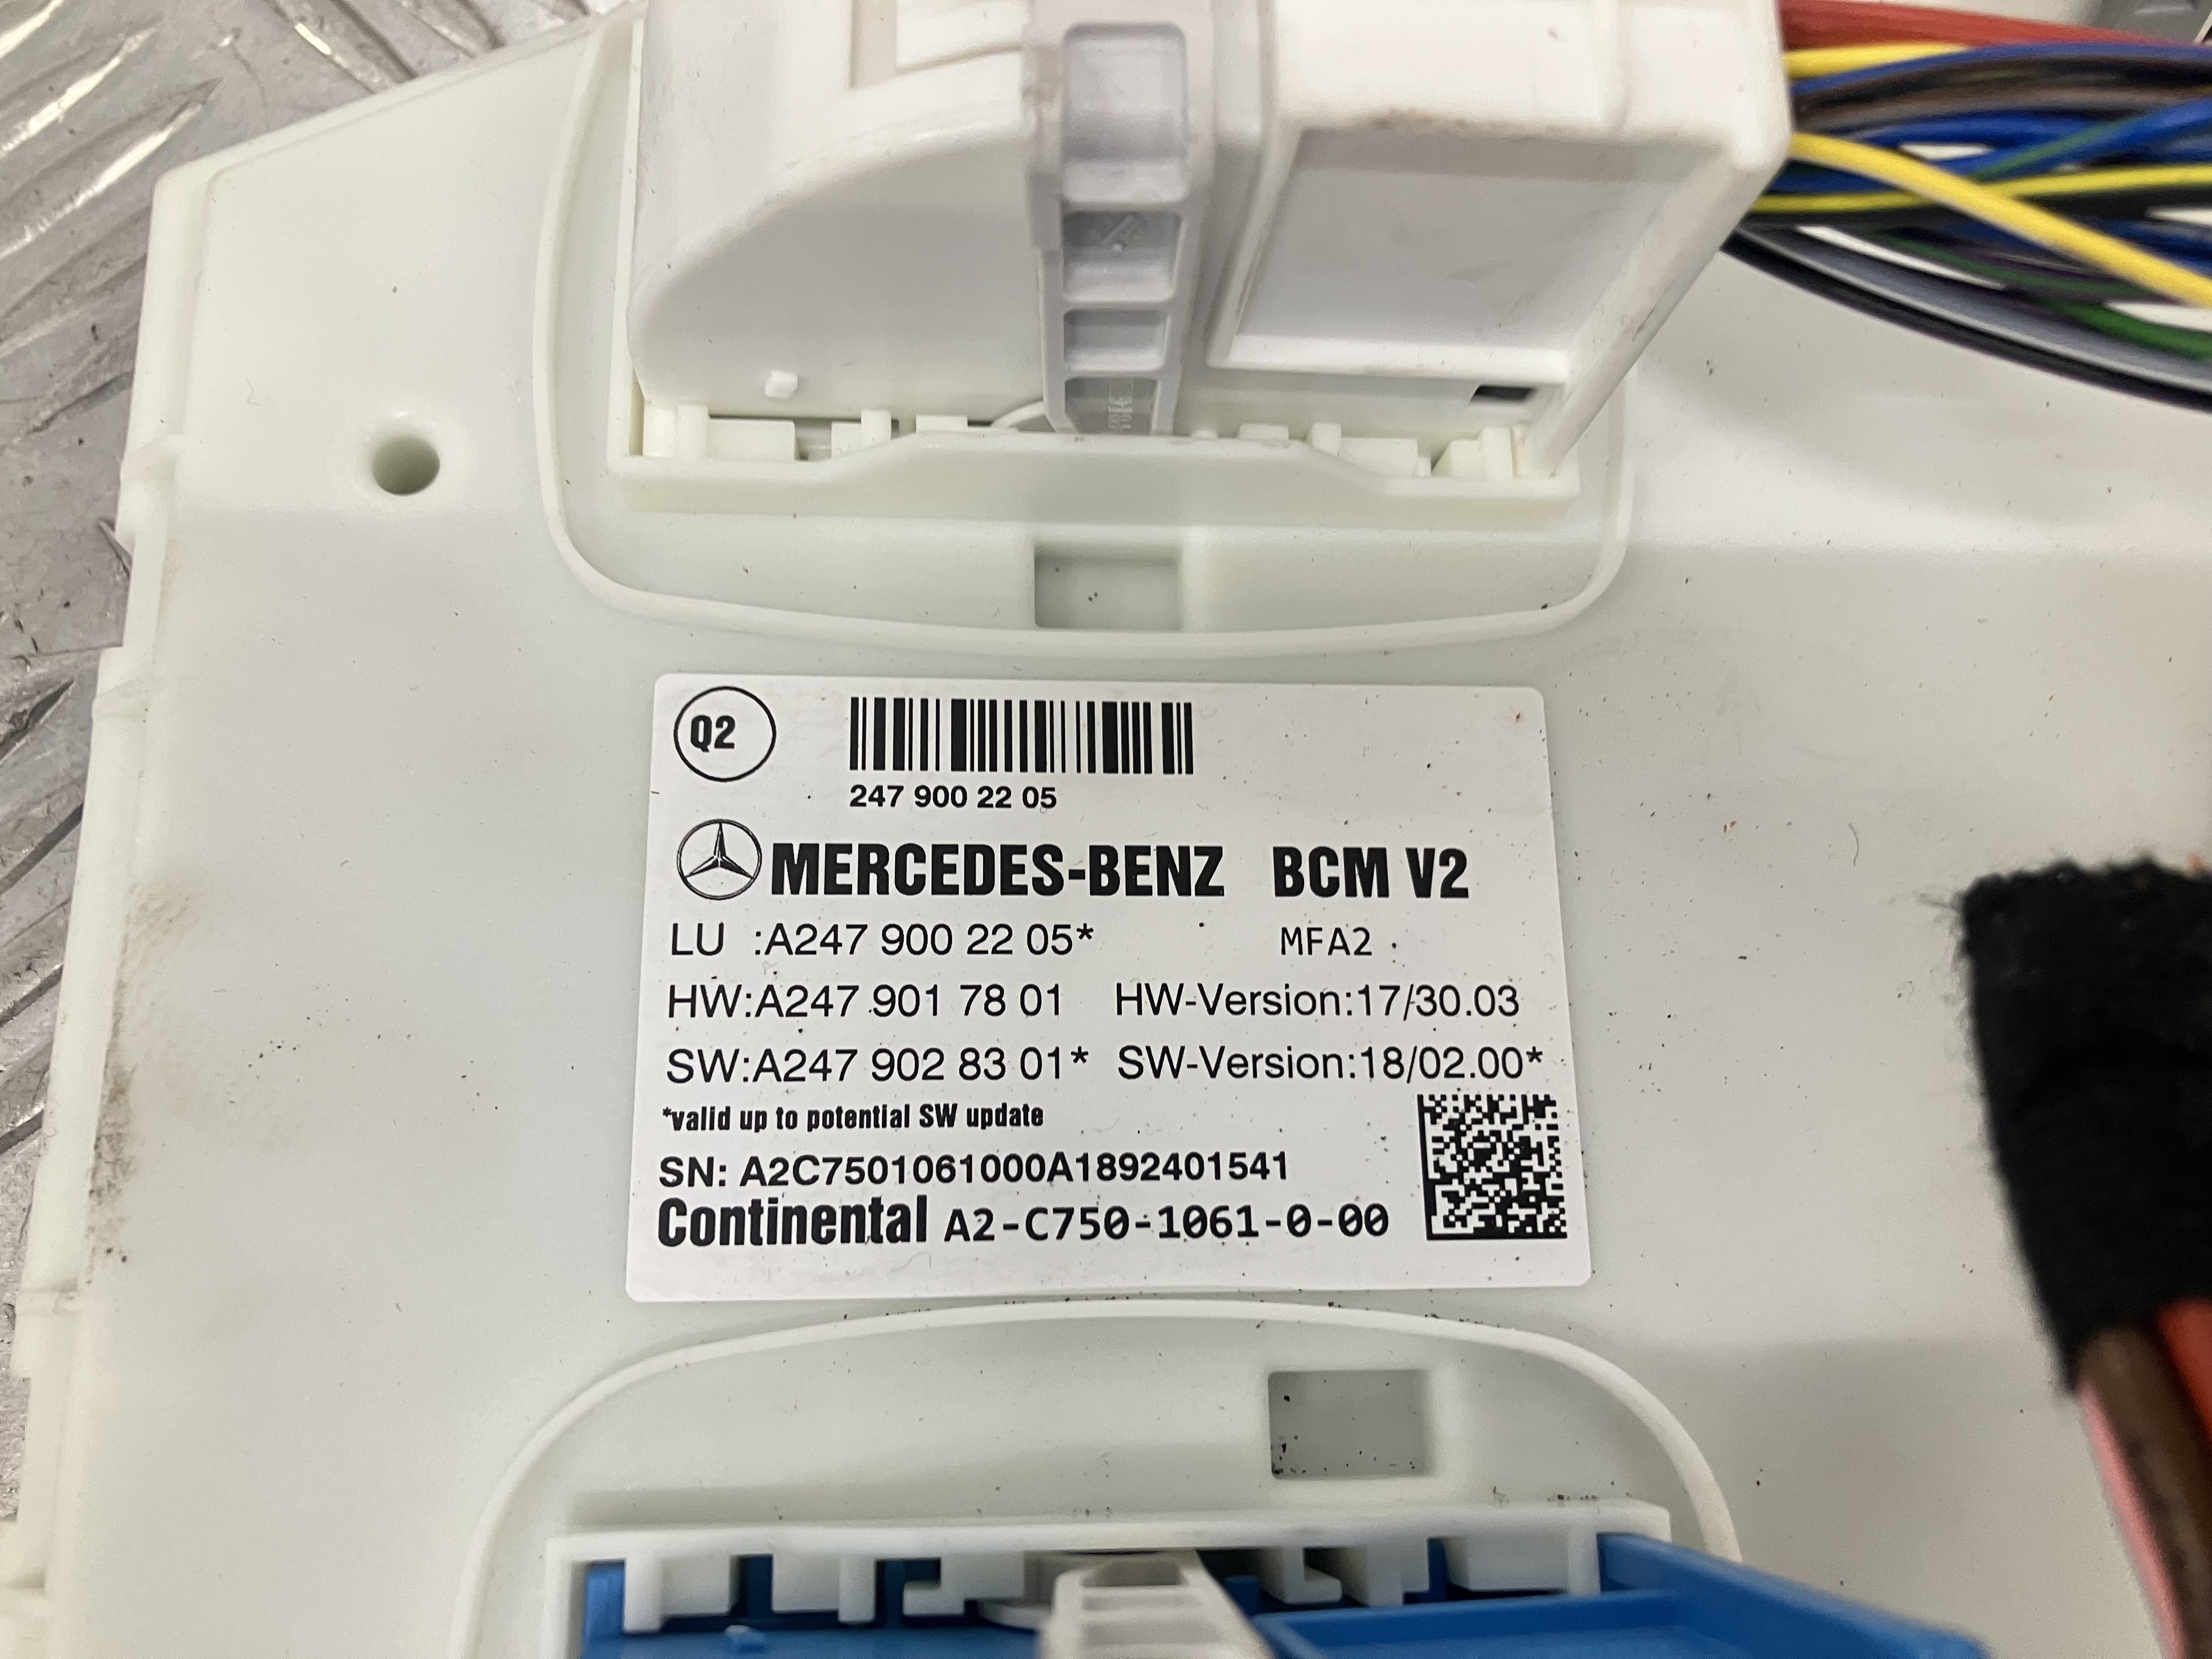 Q2
247 900 22 05
MERCEDES-BENZ BCM V2
LU :A247 900 22 05* MFA2
HW:A247 901 78 01 HW-Version:17/30.03
SW:A247 902 83 01* SW-Version:18/02.00*
*valid up to potential SW update
SN: A2C7501061000A1892401541
Continental A2-C750-1061-0-00